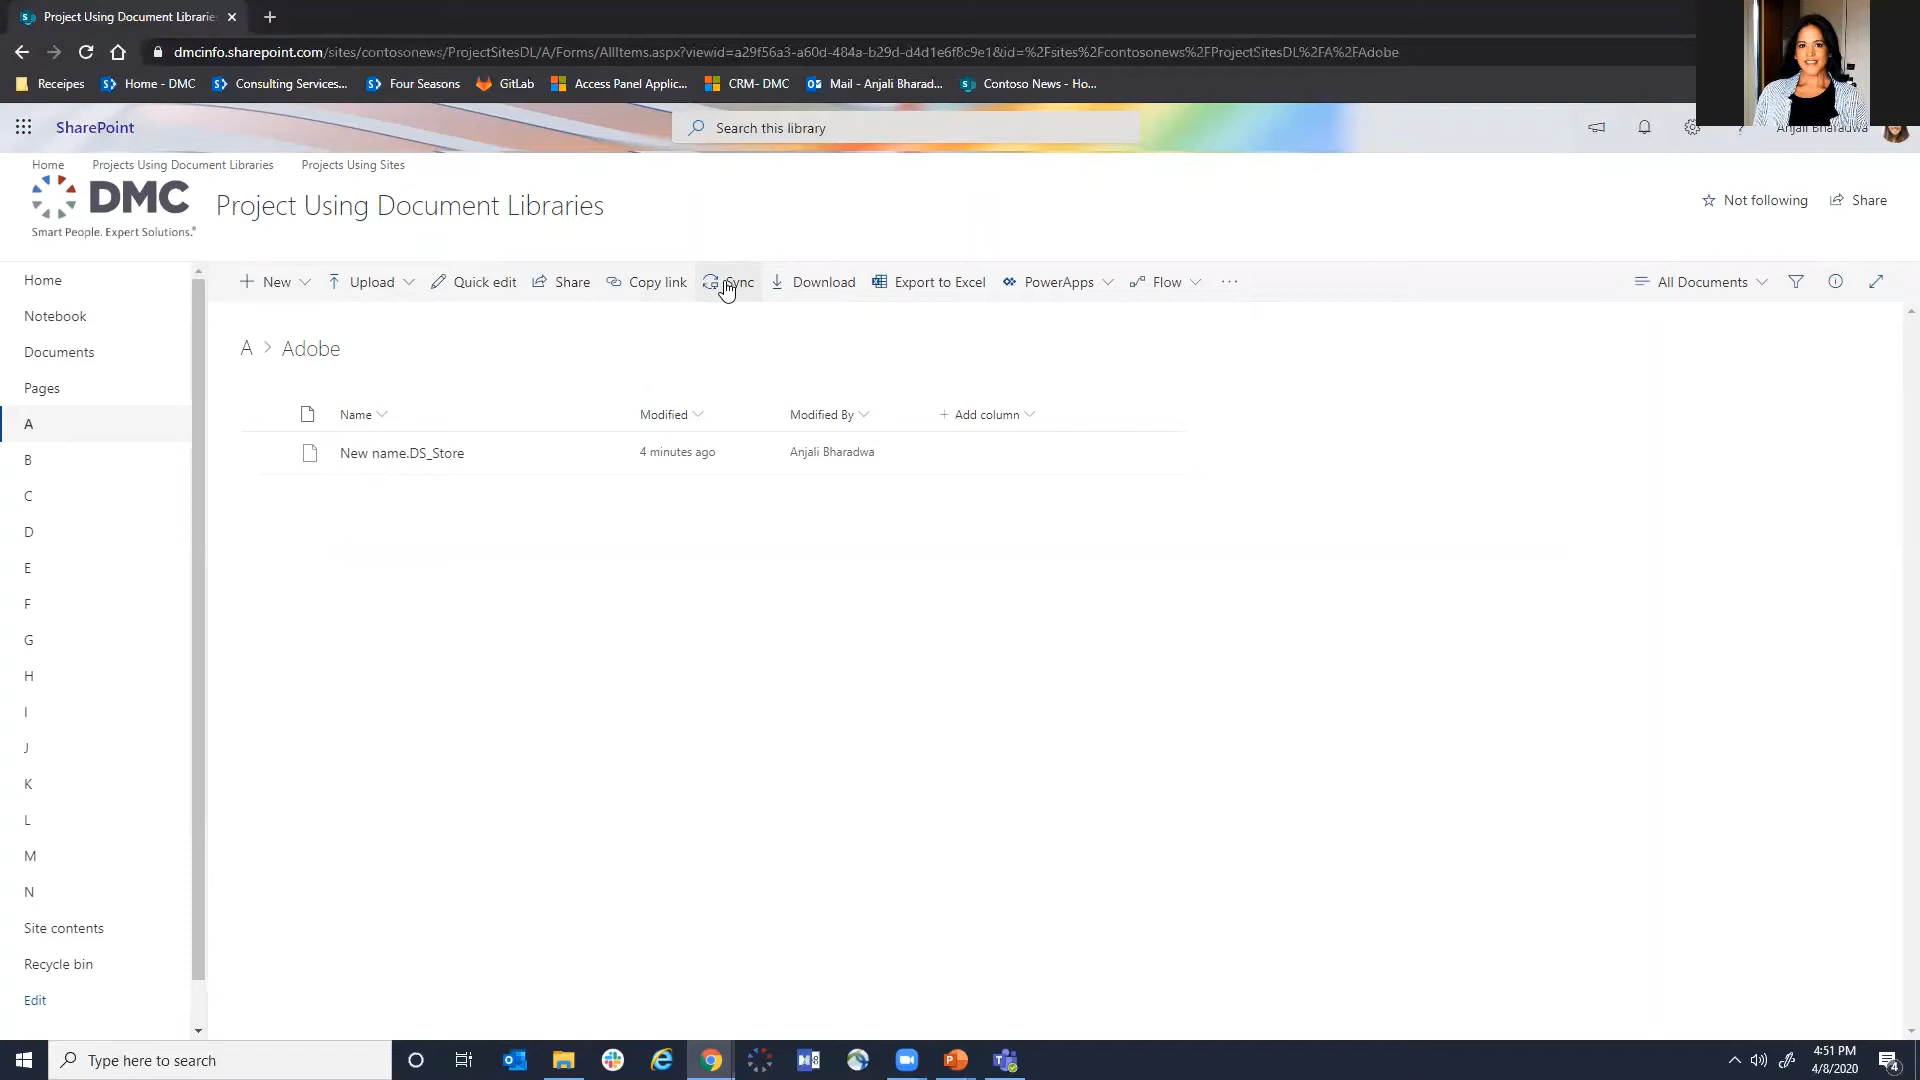 Project Using Document Librarie
dmcinfo.sharepoint.com/sites/contosonews/ProjectSitesDL/A/Forms/AllItems.aspx?viewid=a29f56a3-a60d-484a-b29d-d4d1e6f8c9e1&id=%2Fsites%2Fcontosonews%2FProjectSitesDL%2FA%2FAdobe
Receipes Home - DMC Consulting Services... Four Seasons GitLab Access Panel Applic... CRM- DMC Mail - Anjali Bharad... Contoso News - Ho...
SharePoint Search this library ? Anjali Bharadwa
Home Projects Using Document Libraries Projects Using Sites
DMC
Smart People. Expert Solutions.®
Project Using Document Libraries
Not following Share
New Upload Quick edit Share Copy link Sync Download Export to Excel PowerApps Flow ... All Documents
Home
Notebook
Documents
Pages
A
B
C
D
E
F
G
H
I
J
K
L
M
N
Site contents
Recycle bin
Edit
A > Adobe
Name Modified Modified By + Add column
New name.DS_Store 4 minutes ago Anjali Bharadwa
Type here to search
4:51 PM
4/8/2020
4